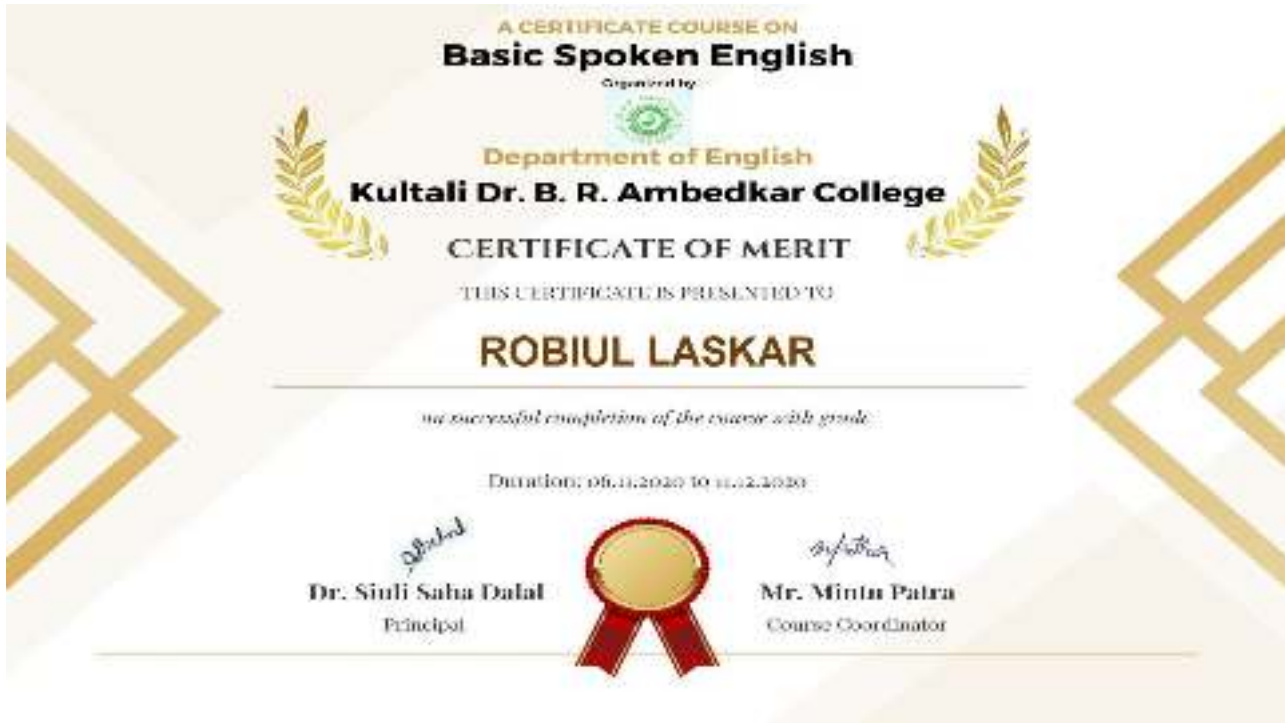 A CERTIFICATE COURSE ON
Basic Spoken English
Organized by
Department of English
Kultali Dr. B. R. Ambedkar College
CERTIFICATE OF MERIT
THIS CERTIFICATE IS PRESENTED TO
ROBIUL LASKAR
on successful completion of the course with grade
Duration: 06.11.2020 to 11.12.2020
Dr. Siuli Saha Dalal
Mr. Mintu Patra
Principal
Course Coordinator